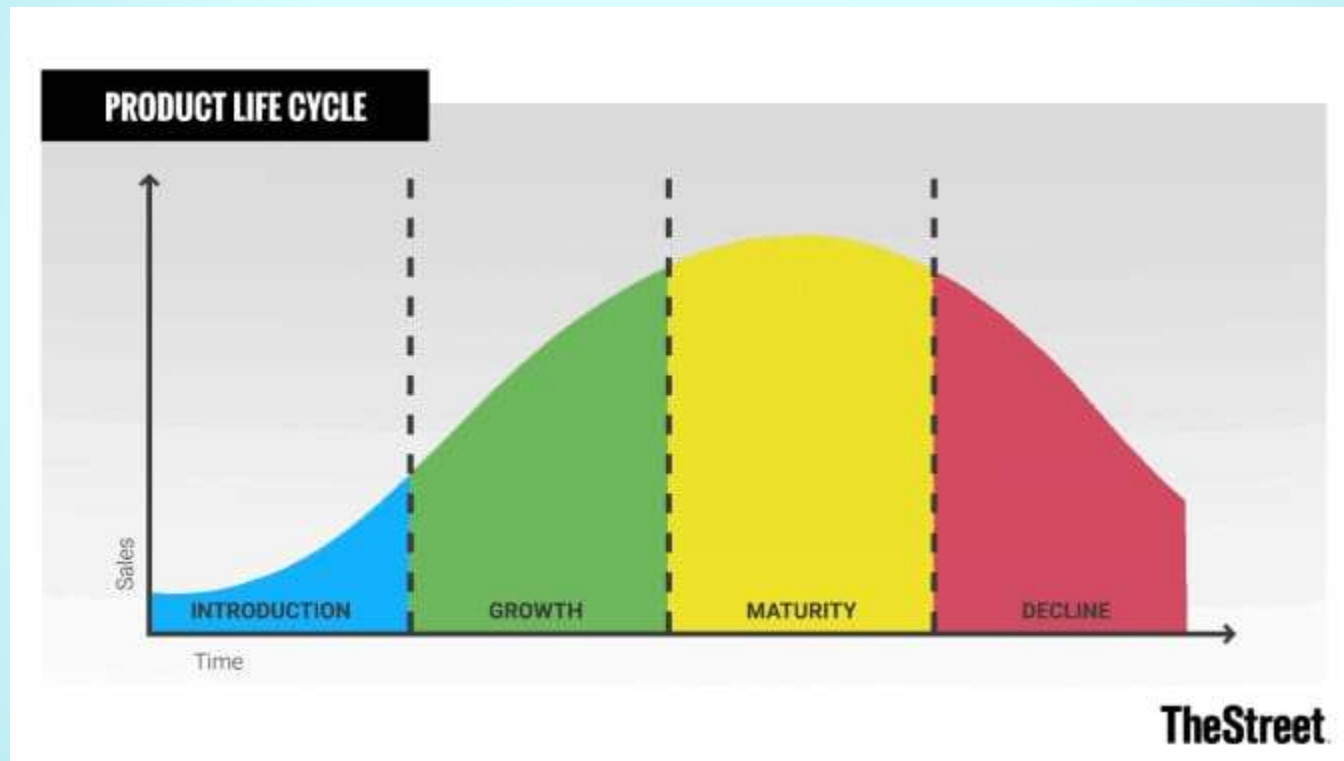 PRODUCT LIFE CYCLE
Sales
INTRODUCTION
GROWTH
MATURITY
DECLINE
Time
TheStreet